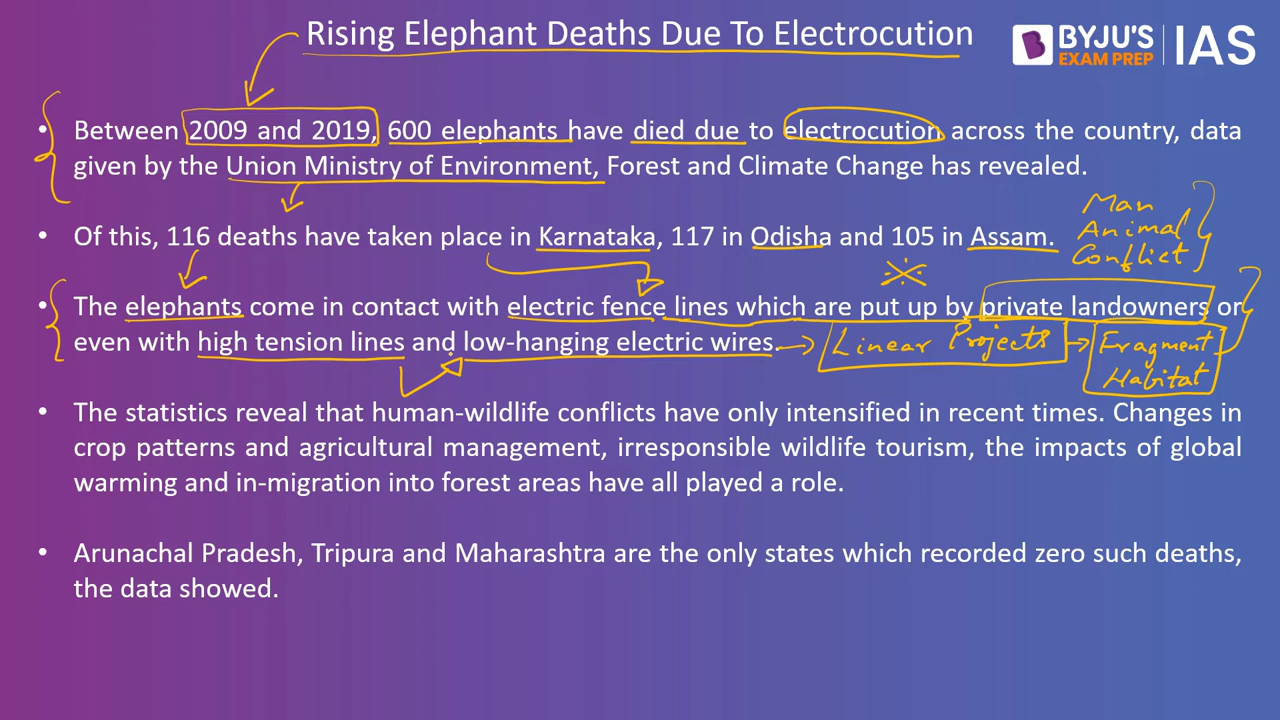 Rising Elephant Deaths Due To Electrocution
BYJU'S
EXAM PREP
IAS
• Between 2009 and 2019, 600 elephants have died due to electrocution across the country, data
given by the Union Ministry of Environment, Forest and Climate Change has revealed.
Man
Animal
Conflict
• Of this, 116 deaths have taken place in Karnataka, 117 in Odisha and 105 in Assam.
• The elephants come in contact with electric fence lines which are put up by private landowners or
even with high tension lines and low-hanging electric wires.
Linear Projects
Fragment
Habitat
• The statistics reveal that human-wildlife conflicts have only intensified in recent times. Changes in
crop patterns and agricultural management, irresponsible wildlife tourism, the impacts of global
warming and in-migration into forest areas have all played a role.
• Arunachal Pradesh, Tripura and Maharashtra are the only states which recorded zero such deaths,
the data showed.